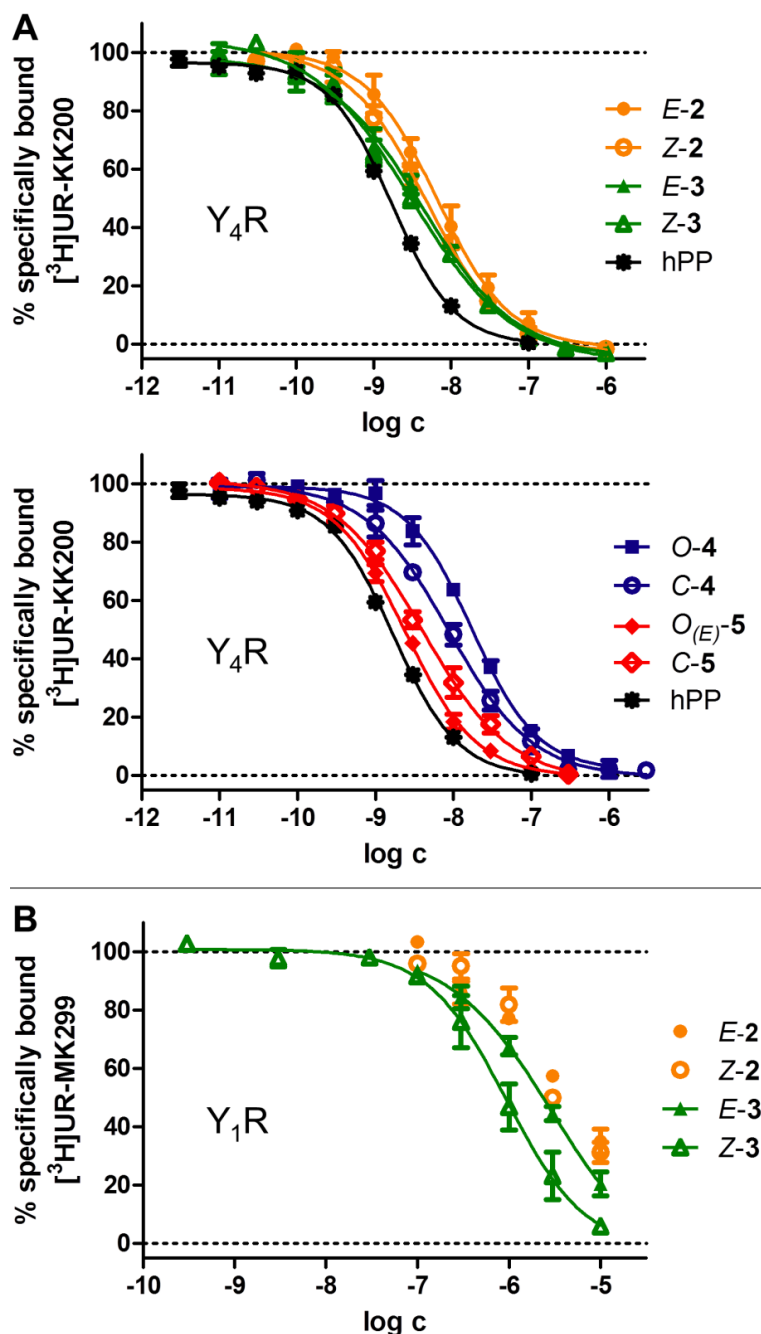 A
% specifically bound
[³H]UR-KK200
100
80
60
40
20
0
Y₄R
-12 -11 -10 -9 -8 -7 -6
log c
E-2
Z-2
E-3
Z-3
hPP
% specifically bound
[³H]UR-KK200
100
80
60
40
20
0
Y₄R
-12 -11 -10 -9 -8 -7 -6
log c
O-4
C-4
O(E)-5
C-5
hPP
B
% specifically bound
[³H]UR-MK299
100
80
60
40
20
0
Y₁R
-10 -9 -8 -7 -6 -5
log c
E-2
Z-2
E-3
Z-3